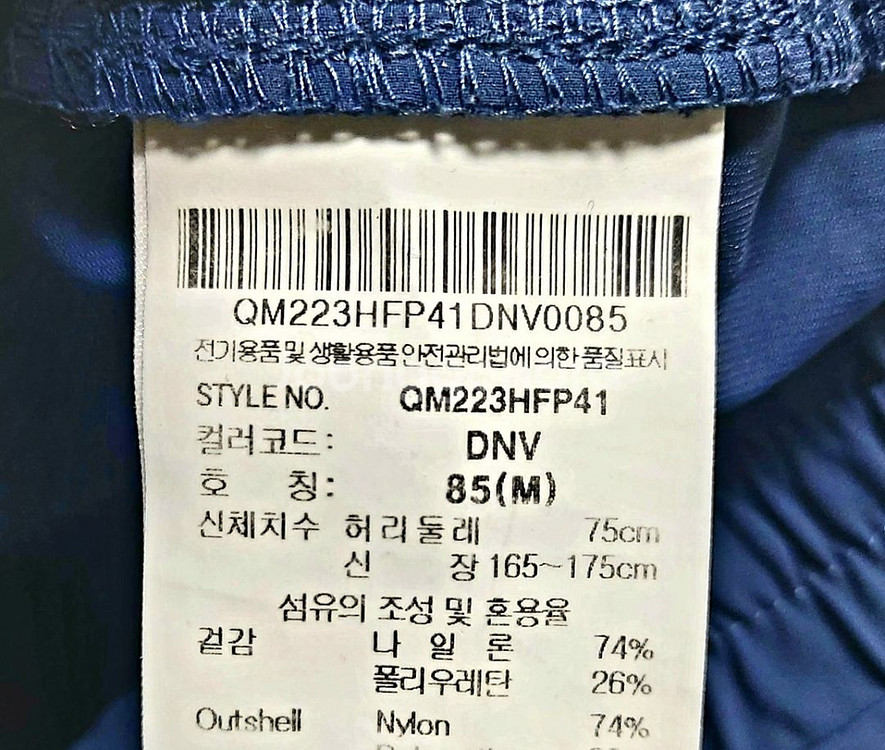 QM223HFP41DNV0085
전기용품 및 생활용품 안전관리법에 의한 품질표시
STYLE NO. QM223HFP41
컬러코드: DNV
호 칭: 85(M)
신체치수 허리둘레 75cm
신 장 165~175cm
섬유의 조성 및 혼용율
겉감 나 일 론 74%
폴리우레탄 26%
Outshell Nylon 74%